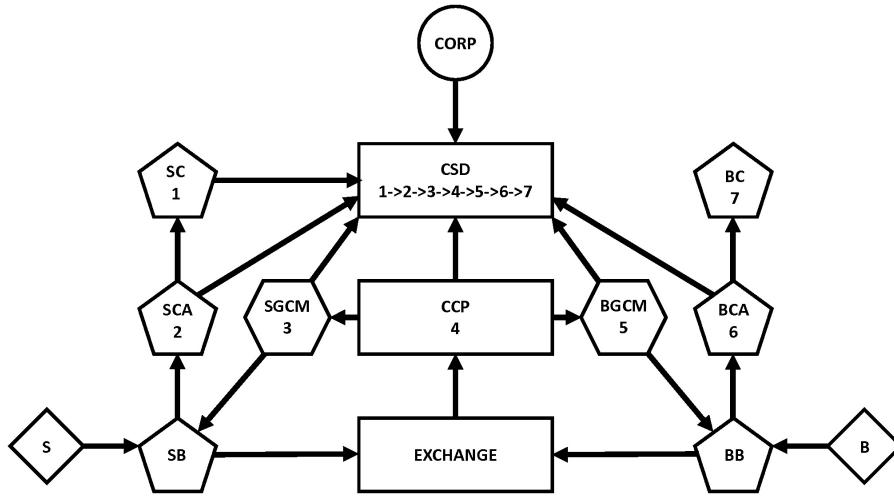 CORP
SC
1
CSD
1->2->3->4->5->6->7
BC
7
SCA
2
SGCM
3
CCP
4
BGCM
5
BCA
6
S
SB
EXCHANGE
BB
B